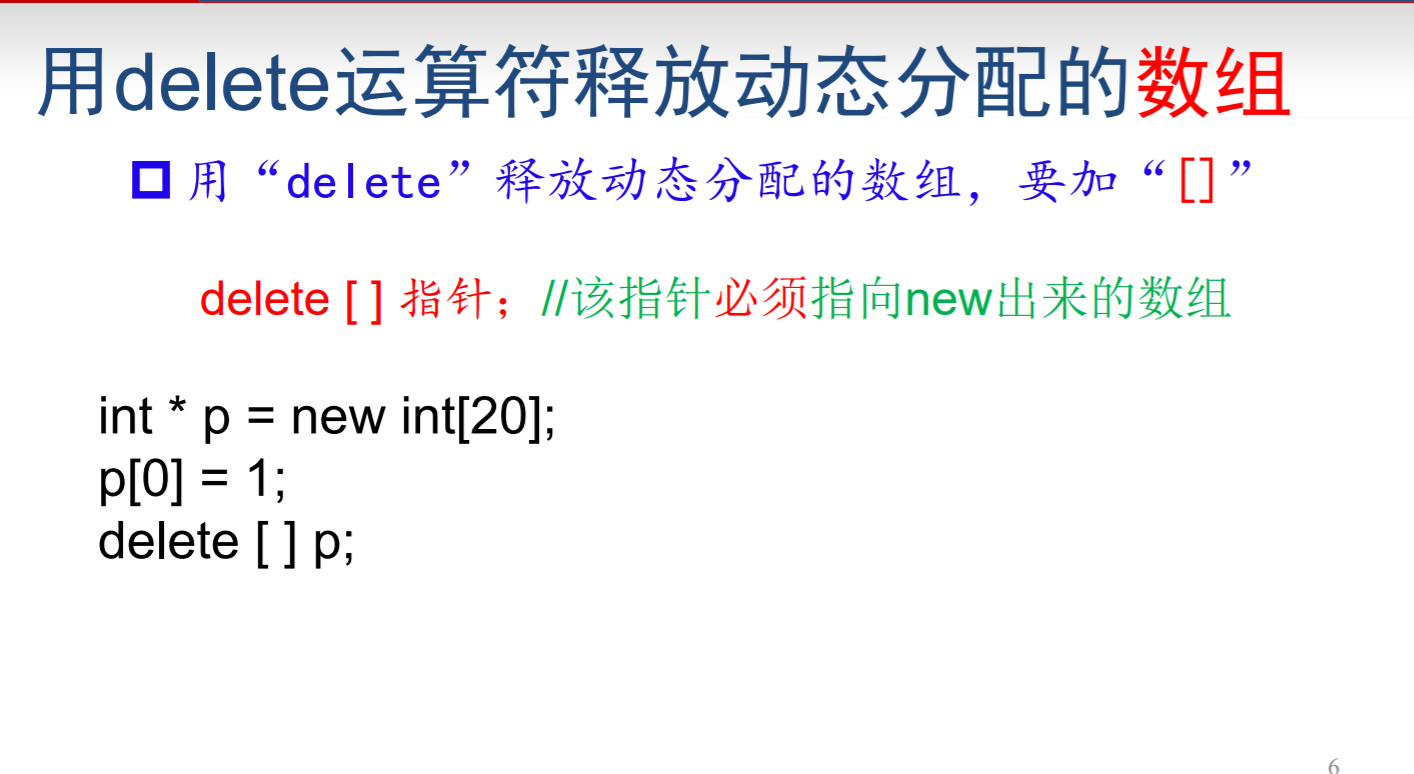 用delete运算符释放动态分配的数组
用“delete”释放动态分配的数组，要加“[]”
delete [ ] 指针；//该指针必须指向new出来的数组
int * p = new int[20];
p[0] = 1;
delete [ ] p;
6